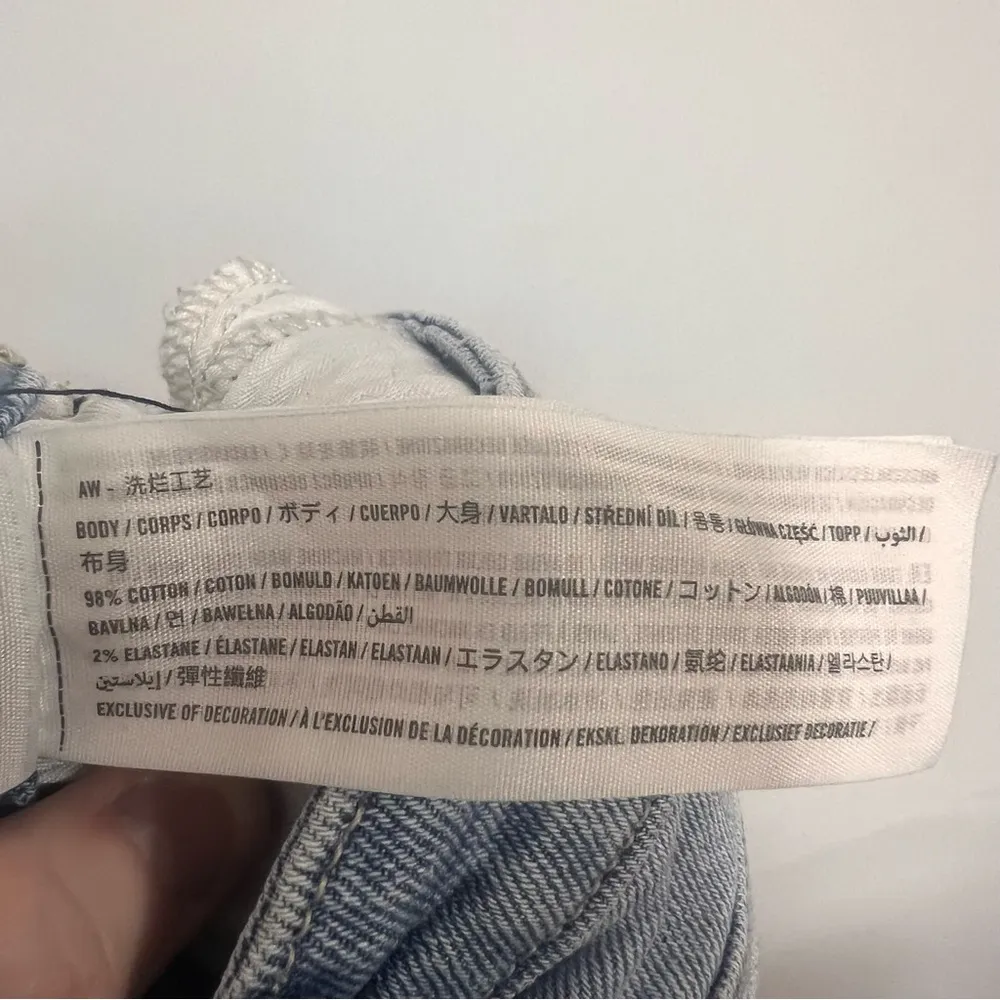 AW - 洗烂工艺
BODY / CORPS / CORPO / ボディ / CUERPO / 大身 / VARTALO / STŘEDNÍ DÍL / 몸통 / GŁÓWNA CZĘŚĆ / TOPP / الثوب /
布身
98% COTTON / COTON / BOMULD / KATOEN / BAUMWOLLE / BOMULL / COTONE / コットン / ALGODÓN / 棉 / PUUVILLAA /
BAVLNA / 면 / BAWEŁNA / ALGODÃO / القطن
2% ELASTANE / ÉLASTANE / ELASTAN / ELASTAAN / エラスタン / ELASTANO / 氨纶 / ELASTAANIA / 엘라스탄 /
إيلاستين / 彈性纖維
EXCLUSIVE OF DECORATION / À L'EXCLUSION DE LA DÉCORATION / EKSKL. DEKORATION / EXCLUSIEF DECORATIE /